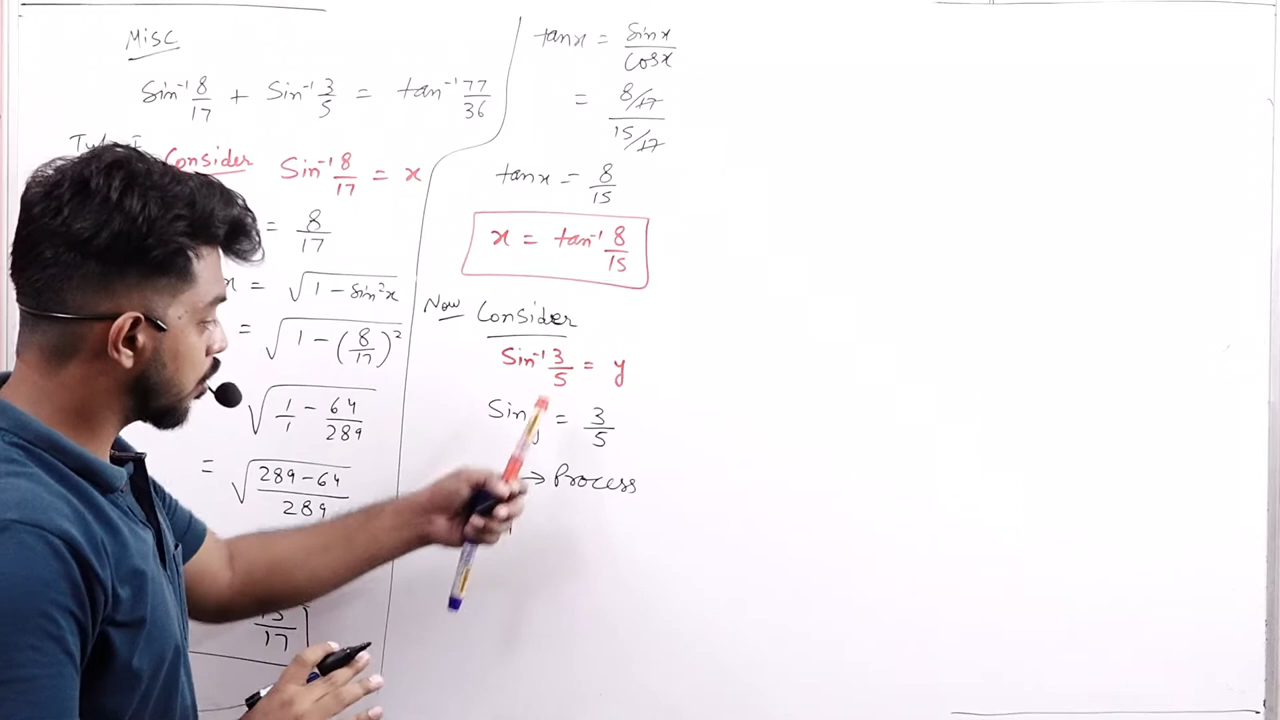 Misc
Sin⁻¹ 8/17 + Sin⁻¹ 3/5 = tan⁻¹ 77/36
Consider Sin⁻¹ 8/17 = x
= 8/17
x = √(1 - Sin²x)
= √(1 - (8/17)²)
√(1/1 - 64/289)
= √((289 - 64)/289)
15/17
tanx = Sinx/Cosx
= (8/17)/(15/17)
tanx = 8/15
x = tan⁻¹ 8/15
Now Consider
Sin⁻¹ 3/5 = y
Sin y = 3/5
→ Process